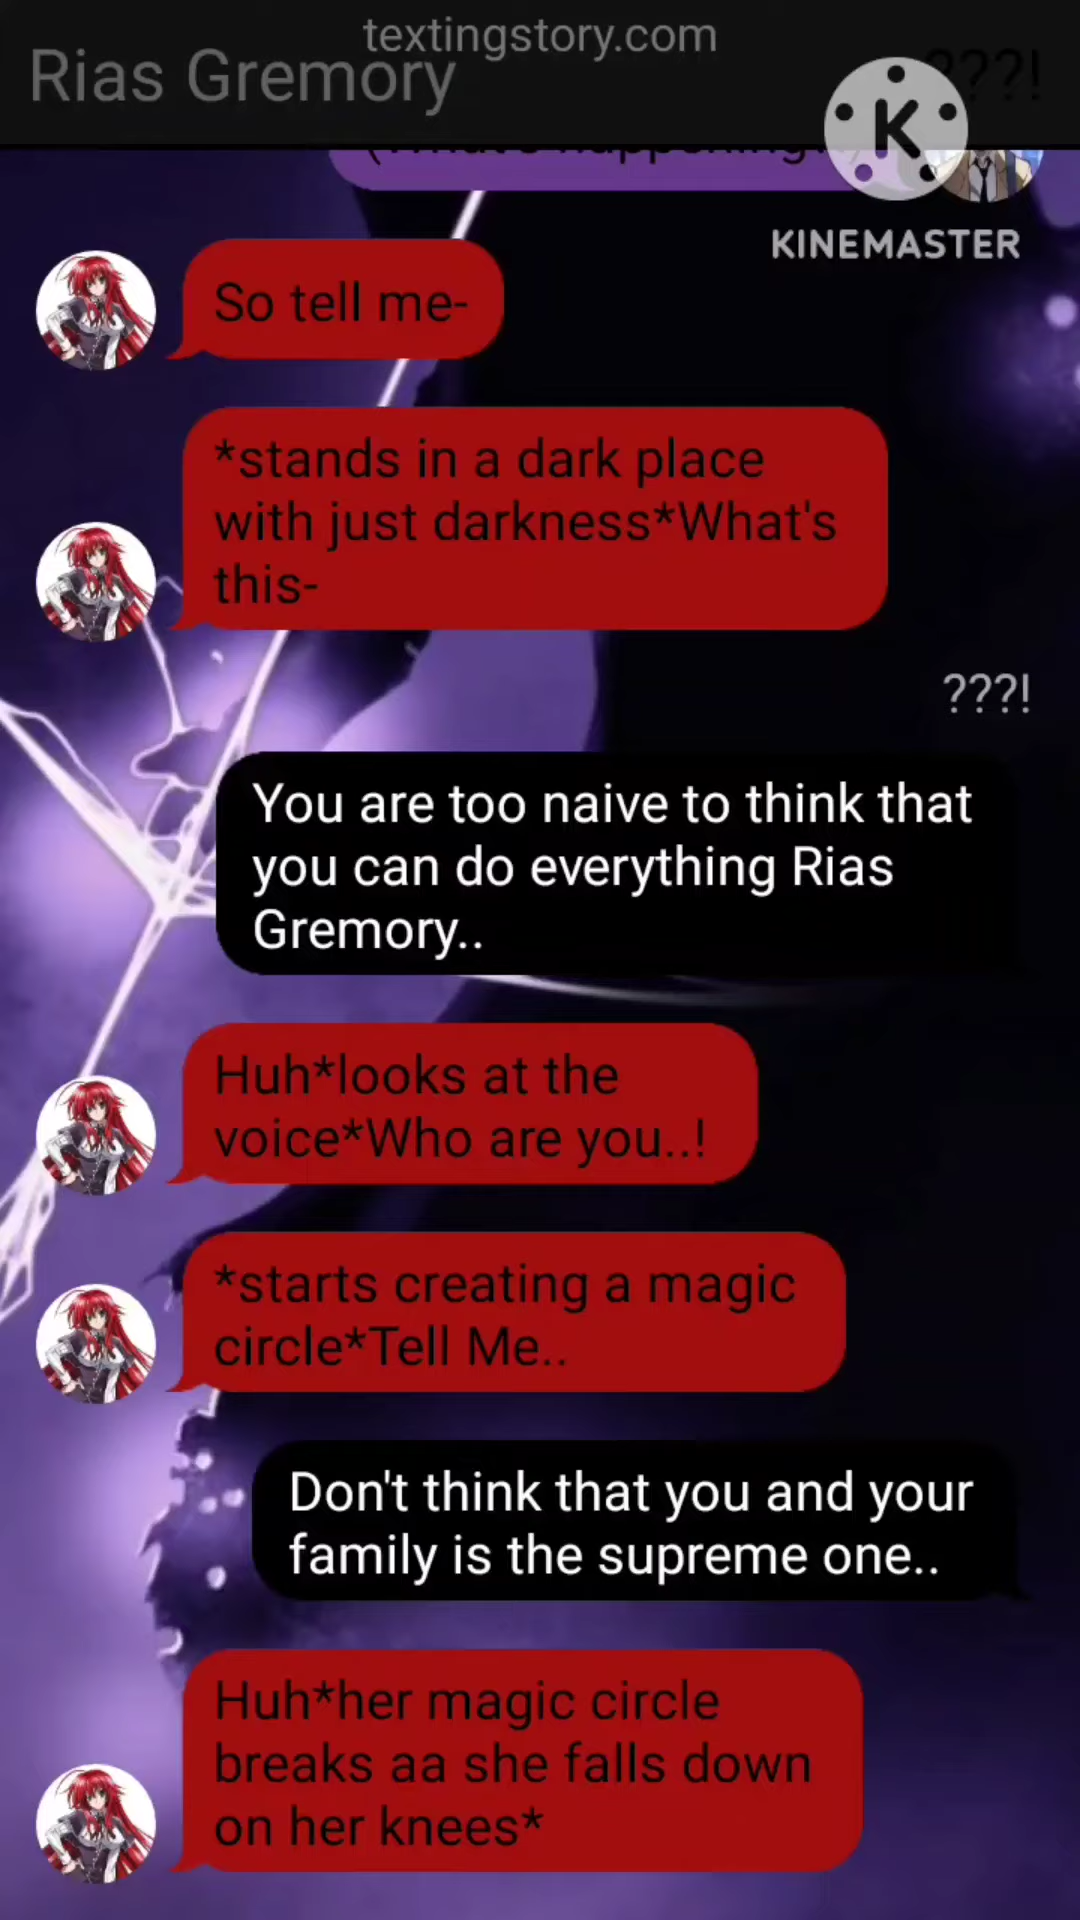 textingstory.com
Rias Gremory
???!
K
KINEMASTER
So tell me-
*stands in a dark place
with just darkness*What's
this-
???!
You are too naive to think that
you can do everything Rias
Gremory..
Huh*looks at the
voice*Who are you..!
*starts creating a magic
circle*Tell Me..
Don't think that you and your
family is the supreme one..
Huh*her magic circle
breaks aa she falls down
on her knees*